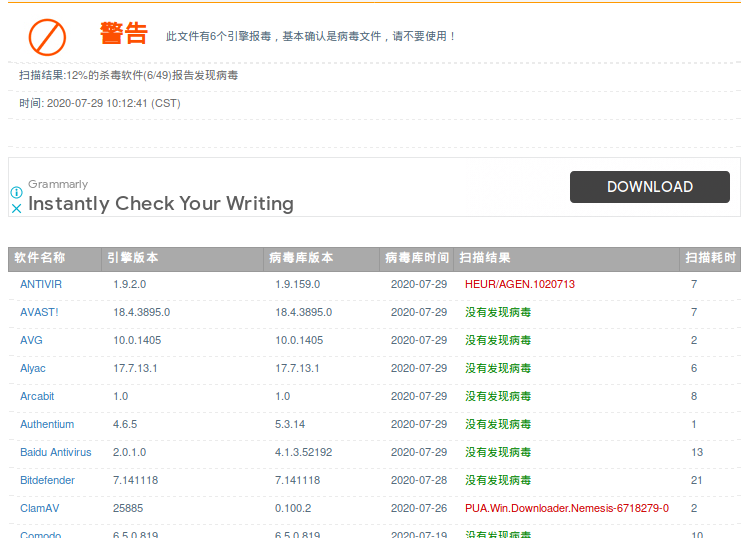 警告 此文件有6个引擎报毒，基本确认是病毒文件，请不要使用！
扫描结果:12%的杀毒软件(6/49)报告发现病毒
时间: 2020-07-29 10:12:41 (CST)
Grammarly
Instantly Check Your Writing
DOWNLOAD
软件名称 引擎版本 病毒库版本 病毒库时间 扫描结果 扫描耗时
ANTIVIR 1.9.2.0 1.9.159.0 2020-07-29 HEUR/AGEN.1020713 7
AVAST! 18.4.3895.0 18.4.3895.0 2020-07-29 没有发现病毒 7
AVG 10.0.1405 10.0.1405 2020-07-29 没有发现病毒 2
Alyac 17.7.13.1 17.7.13.1 2020-07-29 没有发现病毒 6
Arcabit 1.0 1.0 2020-07-29 没有发现病毒 8
Authentium 4.6.5 5.3.14 2020-07-29 没有发现病毒 1
Baidu Antivirus 2.0.1.0 4.1.3.52192 2020-07-29 没有发现病毒 13
Bitdefender 7.141118 7.141118 2020-07-28 没有发现病毒 21
ClamAV 25885 0.100.2 2020-07-26 PUA.Win.Downloader.Nemesis-6718279-0 2
Comodo 6.5.0.819 6.5.0.819 2020-07-19 没有发现病毒 10